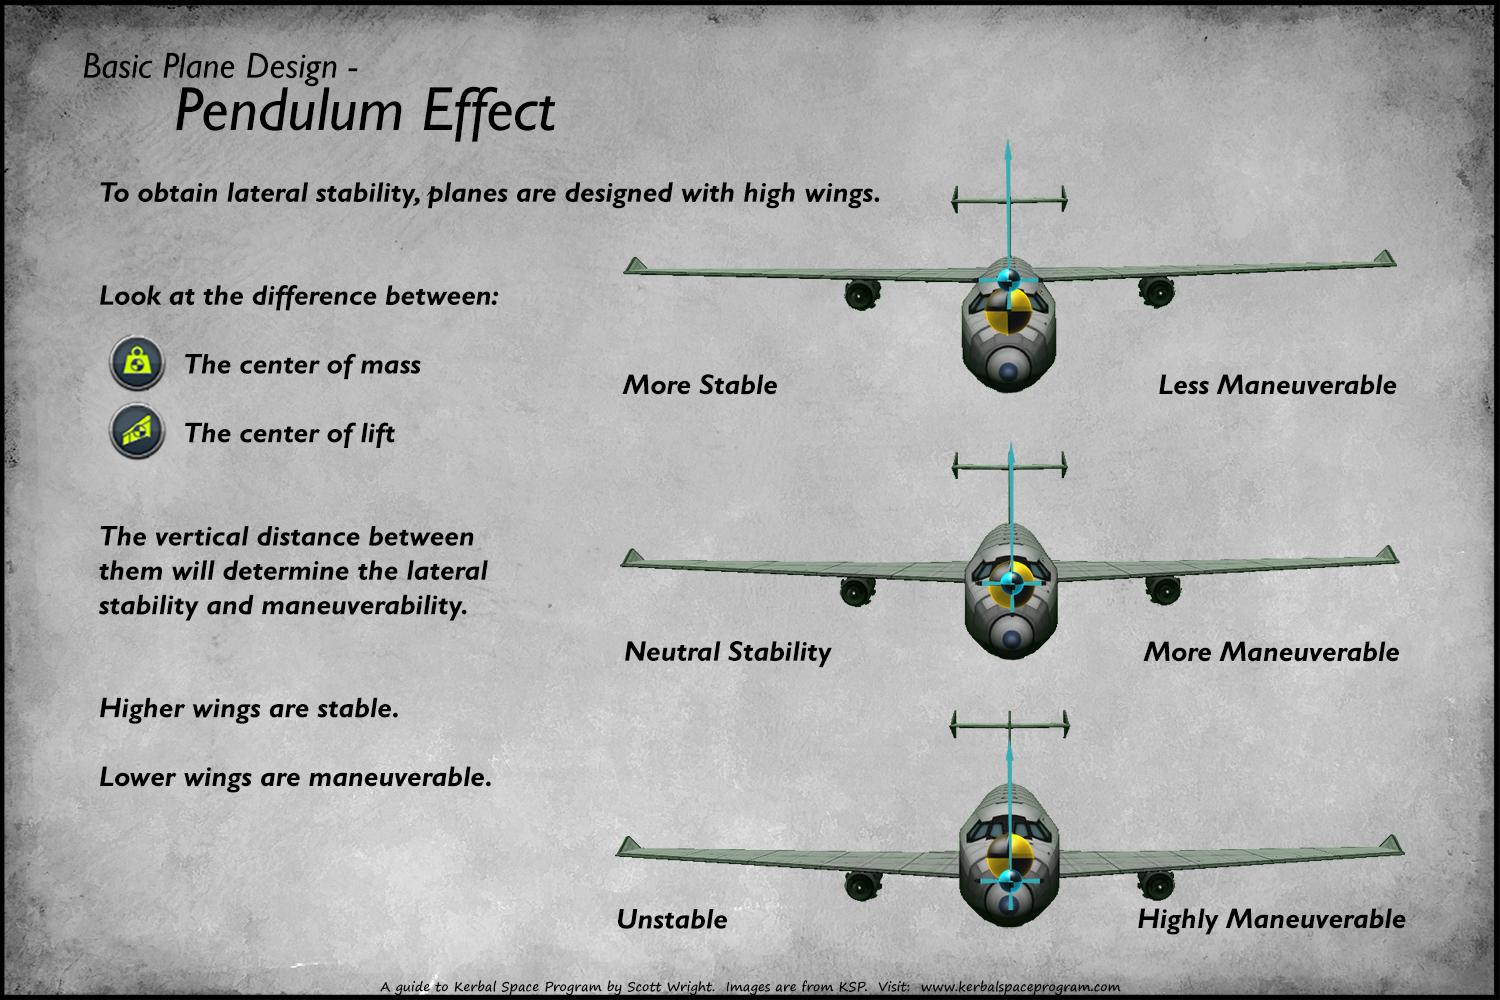 Basic Plane Design -
Pendulum Effect
To obtain lateral stability, planes are designed with high wings.
Look at the difference between:
The center of mass
The center of lift
The vertical distance between
them will determine the lateral
stability and maneuverability.
Higher wings are stable.
Lower wings are maneuverable.
More Stable
Less Maneuverable
Neutral Stability
More Maneuverable
Unstable
Highly Maneuverable
A guide to Kerbal Space Program by Scott Wright.  Images are from KSP.  Visit:  www.kerbalspaceprogram.com